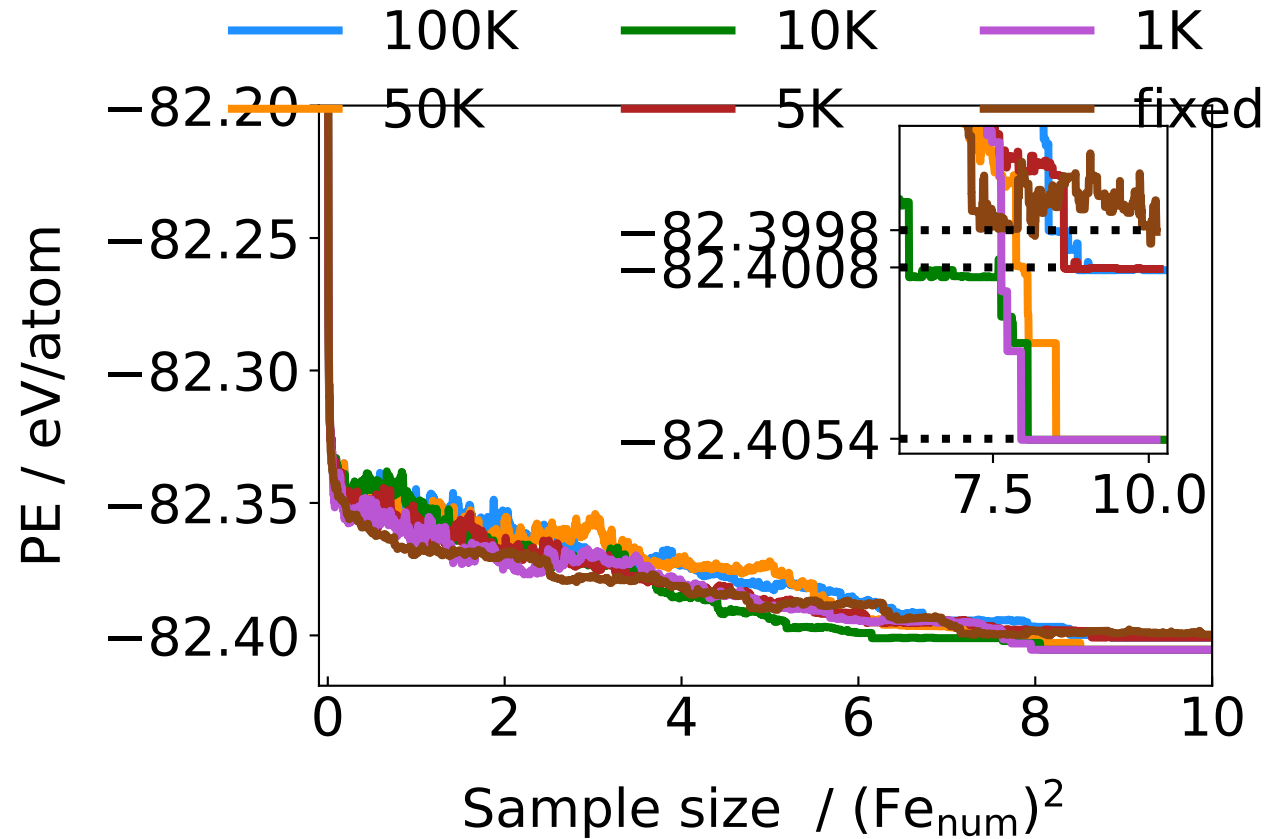 100K 10K 1K
50K 5K fixed
−82.20
−82.25
−82.30
−82.35
−82.40
PE / eV/atom
−82.3998
−82.4008
−82.4054
7.5 10.0
0 2 4 6 8 10
Sample size / (Feₙᵤₘ)²